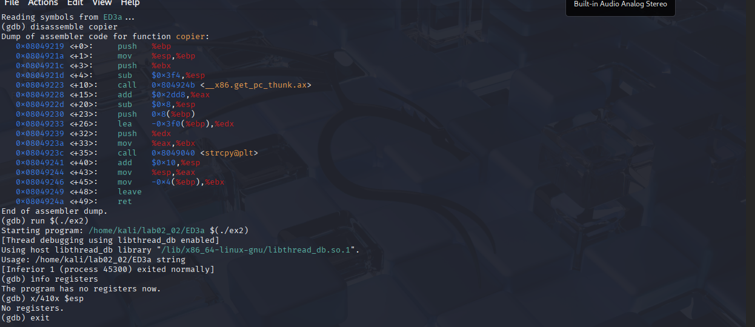 File Actions Edit View Help
Built-in Audio Analog Stereo
Reading symbols from ED3a...
(gdb) disassemble copier
Dump of assembler code for function copier:
0x08049219 <+0>: push %ebp
0x0804921a <+1>: mov %esp,%ebp
0x0804921c <+3>: push %ebx
0x0804921d <+4>: sub $0x3f4,%esp
0x08049223 <+10>: call 0x804924b <__x86.get_pc_thunk.ax>
0x08049228 <+15>: add $0x2dd8,%eax
0x0804922d <+20>: sub $0x8,%esp
0x08049230 <+23>: push 0x8(%ebp)
0x08049233 <+26>: lea -0x3f0(%ebp),%edx
0x08049239 <+32>: push %edx
0x0804923a <+33>: mov %eax,%ebx
0x0804923c <+35>: call 0x8049040 <strcpy@plt>
0x08049241 <+40>: add $0x10,%esp
0x08049244 <+43>: mov %esp,%eax
0x08049246 <+45>: mov -0x4(%ebp),%ebx
0x08049249 <+48>: leave
0x0804924a <+49>: ret
End of assembler dump.
(gdb) run $(./ex2)
Starting program: /home/kali/lab02_02/ED3a $(./ex2)
[Thread debugging using libthread_db enabled]
Using host libthread_db library "/lib/x86_64-linux-gnu/libthread_db.so.1".
Usage: /home/kali/lab02_02/ED3a string
[Inferior 1 (process 45300) exited normally]
(gdb) info registers
The program has no registers now.
(gdb) x/410x $esp
No registers.
(gdb) exit